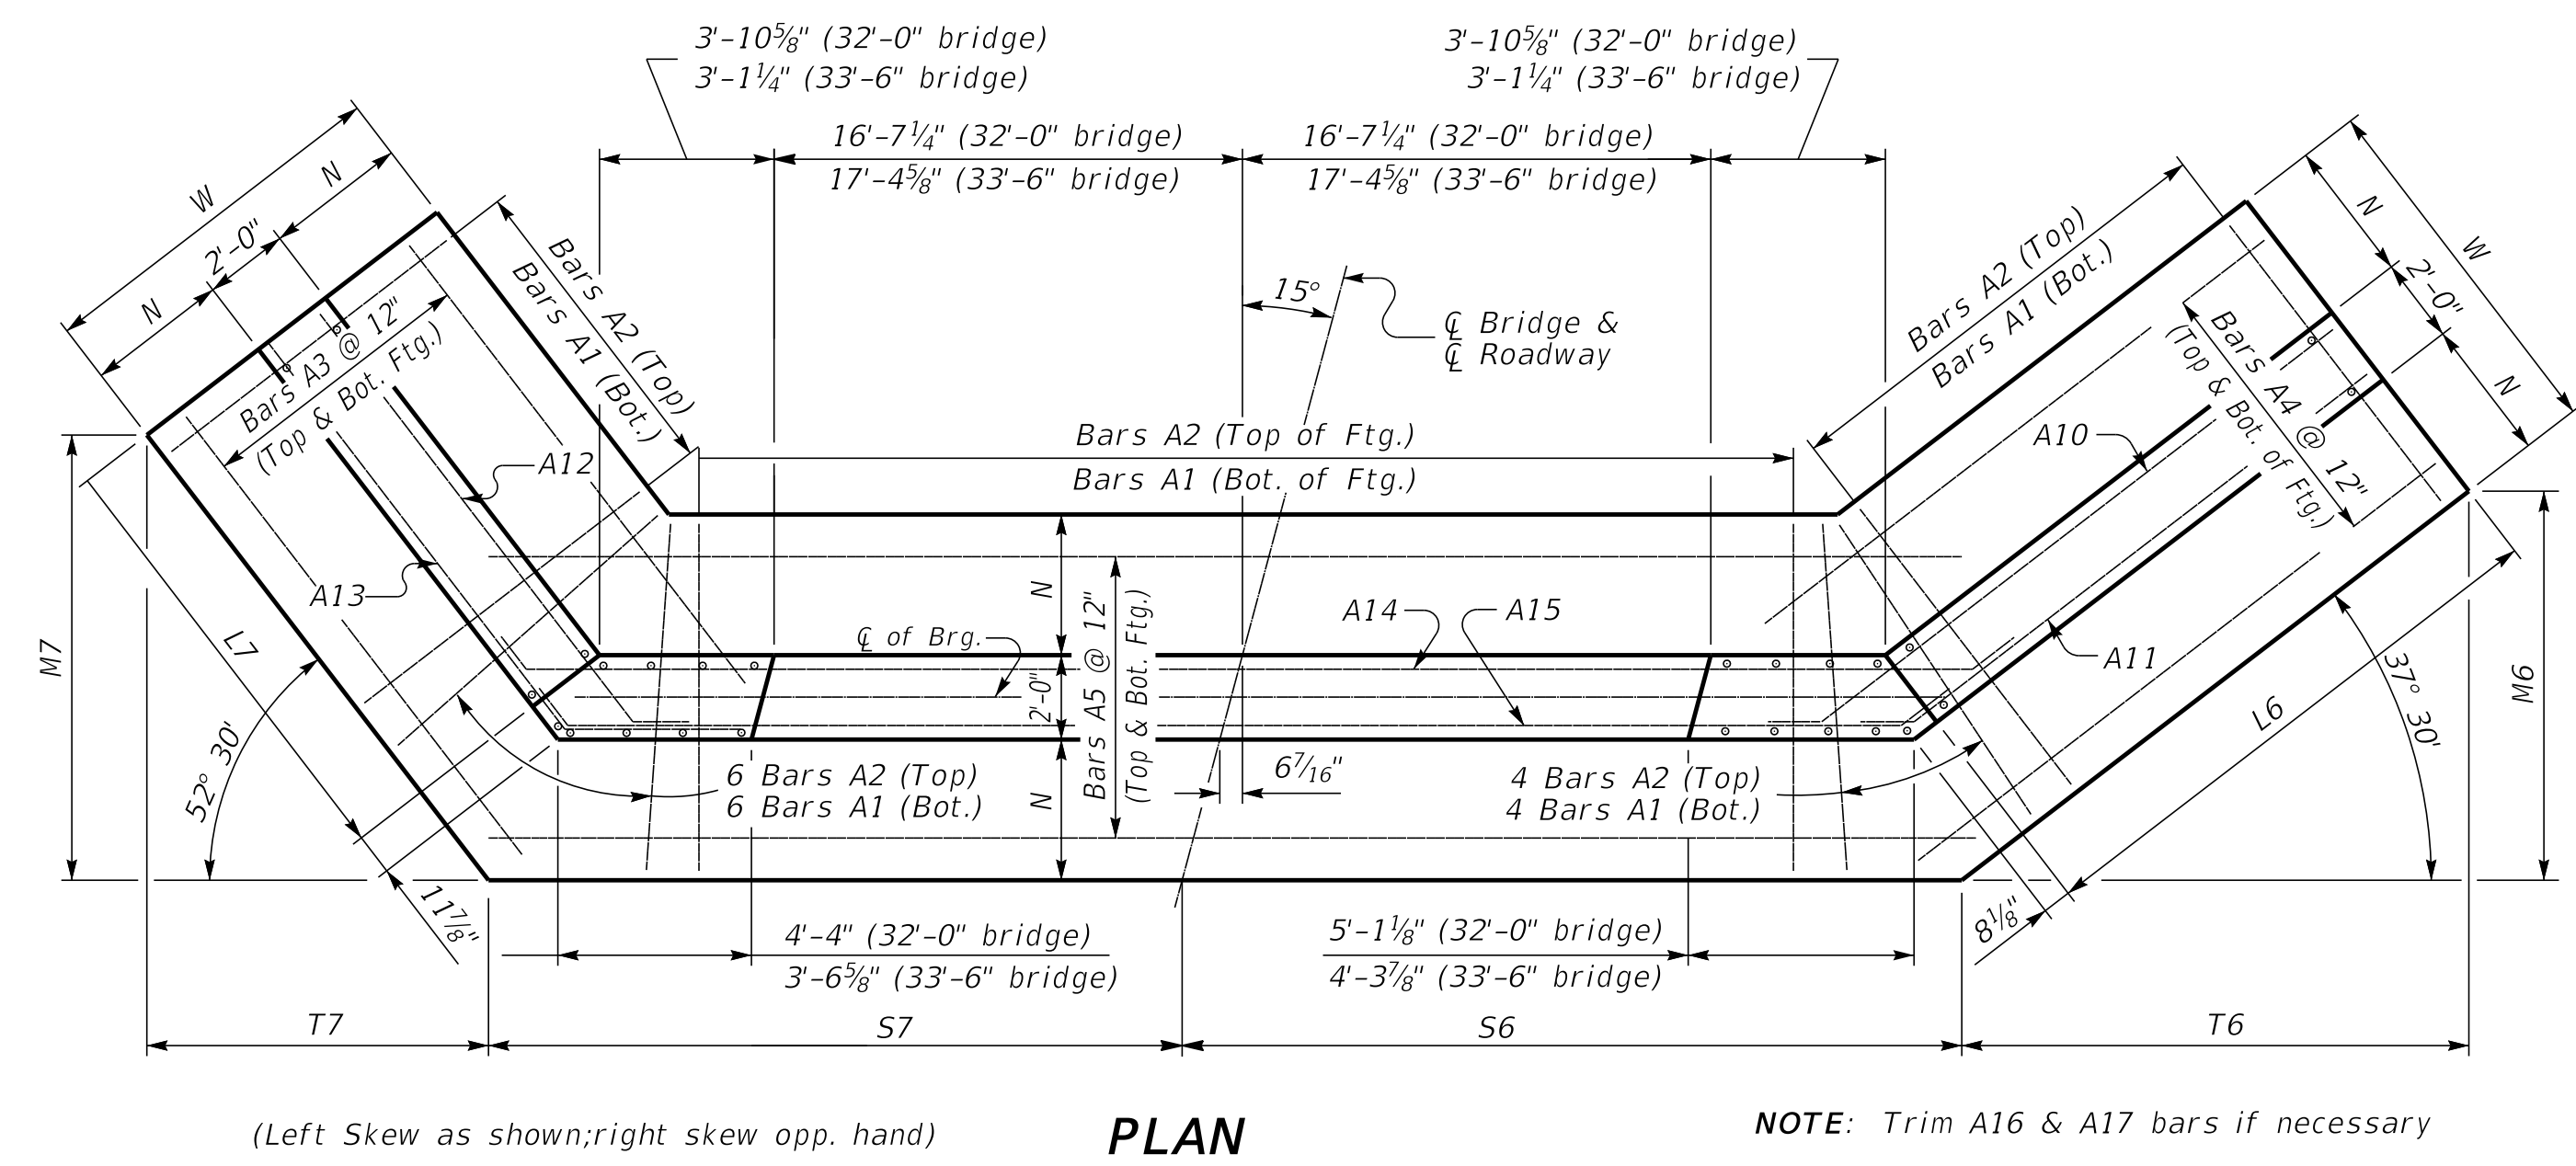 3'-10⅝" (32'-0" bridge)
3'-1¼" (33'-6" bridge)
3'-10⅝" (32'-0" bridge)
3'-1¼" (33'-6" bridge)
16'-7¼" (32'-0" bridge)
17'-4⅝" (33'-6" bridge)
16'-7¼" (32'-0" bridge)
17'-4⅝" (33'-6" bridge)
W
N
2'-0"
N
Bars A2 (Top)
Bars A1 (Bot.)
Bars A3 @ 12"
(Top & Bot. Ftg.)
15°
℄ Bridge &
℄ Roadway
Bars A2 (Top)
Bars A1 (Bot.)
N
W
2'-0"
N
Bars A4 @ 12"
(Top & Bot. of Ftg.)
A10
A12
Bars A2 (Top of Ftg.)
Bars A1 (Bot. of Ftg.)
A13
N
Bars A5 @ 12"
(Top & Bot. Ftg.)
A14
A15
℄ of Brg.
A11
M7
L7
2'-0"
M6
L6
37° 30'
52° 30'
6 Bars A2 (Top)
6 Bars A1 (Bot.)
N
6⁷⁄₁₆"
4 Bars A2 (Top)
4 Bars A1 (Bot.)
11⅞"
8⅛"
4'-4" (32'-0" bridge)
3'-6⅝" (33'-6" bridge)
5'-1⅛" (32'-0" bridge)
4'-3⅞" (33'-6" bridge)
T7
S7
S6
T6
(Left Skew as shown;right skew opp. hand)
PLAN
NOTE: Trim A16 & A17 bars if necessary